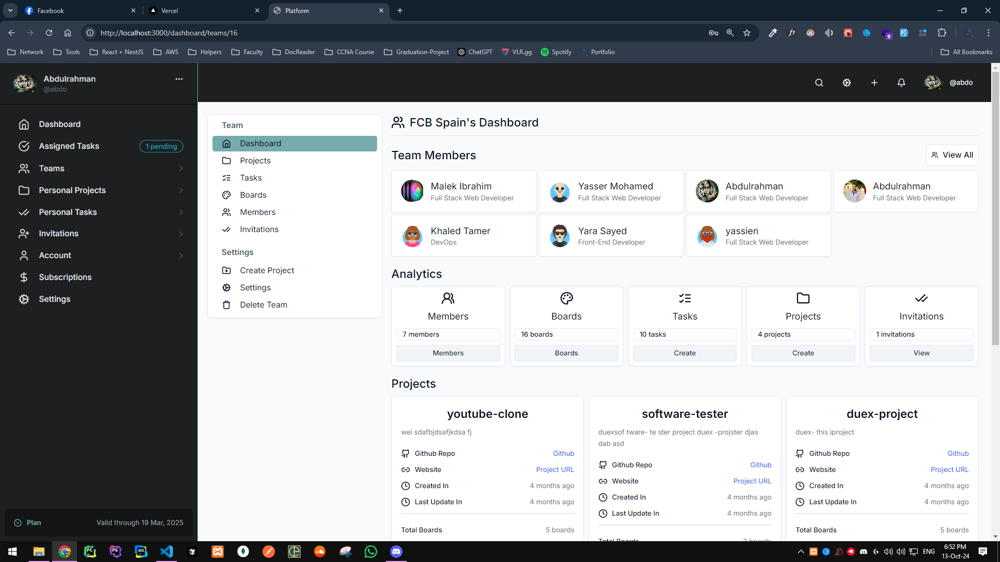 Facebook
Vercel
Platform
http://localhost:3000/dashboard/teams/16
f?
9
Network
Tools
React + NextJS
AWS
Helpers
Faculty
DocReader
CCNA Course
Graduation-Project
ChatGPT
VLR.gg
Spotify
Portfolio
All Bookmarks
Abdulrahman
@abdo
@abdo
Dashboard
Assigned Tasks
1 pending
Teams
Personal Projects
Personal Tasks
Invitations
Account
Subscriptions
Settings
Plan
Valid through 19 Mar, 2025
Team
Dashboard
Projects
Tasks
Boards
Members
Invitations
Settings
Create Project
Settings
Delete Team
FCB Spain's Dashboard
Team Members
View All
Malek Ibrahim
Full Stack Web Developer
Yasser Mohamed
Full Stack Web Developer
Abdulrahman
Full Stack Web Developer
Abdulrahman
Full Stack Web Developer
Khaled Tamer
DevOps
Yara Sayed
Front-End Developer
yassien
Full Stack Web Developer
Analytics
Members
7 members
Members
Boards
16 boards
Boards
Tasks
10 tasks
Create
Projects
4 projects
Create
Invitations
1 invitations
View
Projects
youtube-clone
wei sdafbjdsafjkdsa fj
Github Repo
Github
Website
Project URL
Created In
4 months ago
Last Update In
4 months ago
Total Boards
5 boards
software-tester
duexsof tware- te ster project duex -projster djas
dab asd
Github Repo
Github
Website
Project URL
Created In
4 months ago
Last Update In
4 months ago
Total Boards
duex-project
duex- this iproject
Github Repo
Github
Website
Project URL
Created In
4 months ago
Last Update In
4 months ago
Total Boards
5 boards
PC
PS
WS
ENG
6:52 PM
13-Oct-24